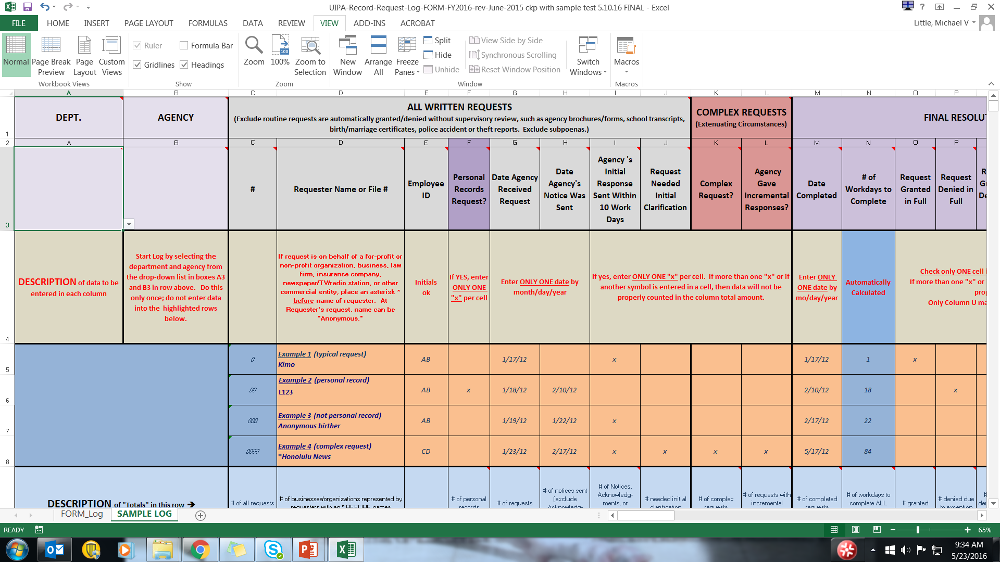 UIPA-Record-Request-Log-FORM-FY2016-rev-June-2015 ckp with sample test 5.10.16 FINAL - Excel
FILE HOME INSERT PAGE LAYOUT FORMULAS DATA REVIEW VIEW ADD-INS ACROBAT Little, Michael V
Normal
Page Break Preview
Page Layout
Custom Views
Workbook Views
Ruler
Formula Bar
Gridlines
Headings
Show
Zoom
100%
Zoom to Selection
Zoom
New Window
Arrange All
Freeze Panes
Split
Hide
Unhide
View Side by Side
Synchronous Scrolling
Reset Window Position
Window
Switch Windows
Macros
Macros
A B C D E F G H I J K L M N O P
1
DEPT.
AGENCY
ALL WRITTEN REQUESTS
(Exclude routine requests are automatically granted/denied without supervisory review, such as agency brochures/forms, school transcripts,
birth/marriage certificates, police accident or theft reports. Exclude subpoenas.)
COMPLEX REQUESTS
(Extenuating Circumstances)
FINAL RESOLUT
2 A B C D E F G H I J K L M N O P
3
#
Requester Name or File #
Employee ID
Personal Records Request?
Date Agency Received Request
Date Agency's Notice Was Sent
Agency 's Initial Response Sent Within 10 Work Days
Request Needed Initial Clarification
Complex Request?
Agency Gave Incremental Responses?
Date Completed
# of Workdays to Complete
Request Granted in Full
Request Denied in Full
4
DESCRIPTION of data to be
entered in each column
Start Log by selecting the
department and agency from
the drop-down list in boxes A3
and B3 in row above. Do this
only once; do not enter data
into the highlighted rows
below.
If request is on behalf of a for-profit or
non-profit organization, business, law
firm, insurance company,
newspaper/TV/radio station, or other
commercial entity, place an asterisk *
before name of requester. At
Requester's request, name can be
"Anonymous."
Initials
ok
If YES, enter
ONLY ONE
"x" per cell
Enter ONLY ONE date by
month/day/year
If yes, enter ONLY ONE "x" per cell. If more than one "x" or if
another symbol is entered in a cell, then data will not be
properly counted in the column total amount.
Enter ONLY
ONE date by
mo/day/year
Automatically
Calculated
Check only ONE cell i
If more than one "x" or
prop
Only Column U ma
5 0 Example 1 (typical request)
Kimo
AB 1/17/12 x 1/17/12 1 x
6 00 Example 2 (personal record)
L123
AB x 1/18/12 2/10/12 2/10/12 18 x
7 000 Example 3 (not personal record)
Anonymous birther
AB 1/19/12 1/22/12 x 2/17/12 22
8 0000 Example 4 (complex request)
*Honolulu News
CD 1/23/12 2/17/12 x x x x 5/17/12 84
DESCRIPTION of "Totals" in this row →
# of all requests
# of businesses/organizations represented by
requesters with an * BEFORE names
# of personal
records
# of requests
# of notices sent
(exclude
Acknowledg-
# of Notices,
Acknowledg-
ments, or
# needed initial
clarification
# of complex
requests
# of requests with
incremental
# of completed
requests
# of workdays to
complete ALL
# granted
# denied due
to exception
FORM_Log SAMPLE LOG
READY
65%
9:34 AM
5/23/2016